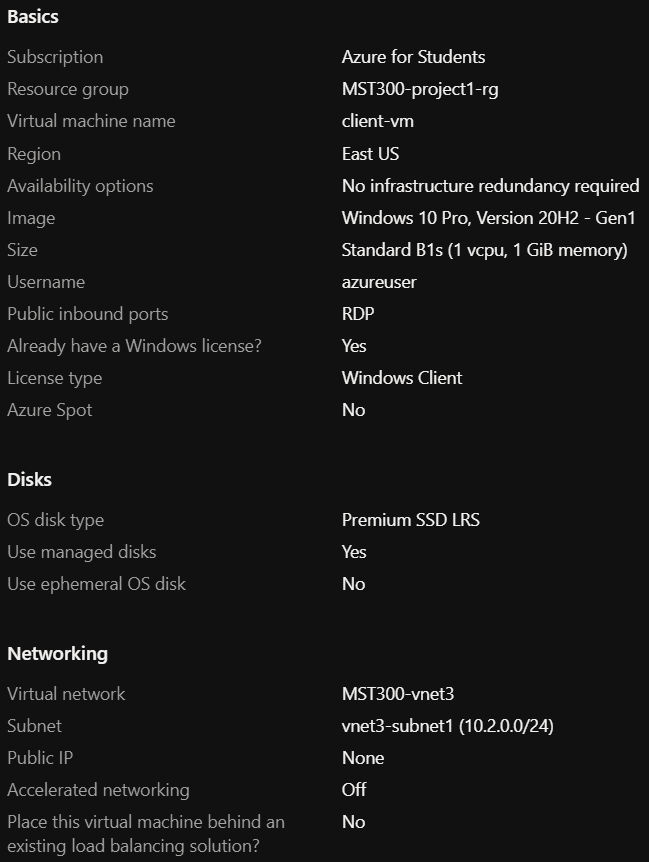 Basics
Subscription Azure for Students
Resource group MST300-project1-rg
Virtual machine name client-vm
Region East US
Availability options No infrastructure redundancy required
Image Windows 10 Pro, Version 20H2 - Gen1
Size Standard B1s (1 vcpu, 1 GiB memory)
Username azureuser
Public inbound ports RDP
Already have a Windows license? Yes
License type Windows Client
Azure Spot No
Disks
OS disk type Premium SSD LRS
Use managed disks Yes
Use ephemeral OS disk No
Networking
Virtual network MST300-vnet3
Subnet vnet3-subnet1 (10.2.0.0/24)
Public IP None
Accelerated networking Off
Place this virtual machine behind an No
existing load balancing solution?